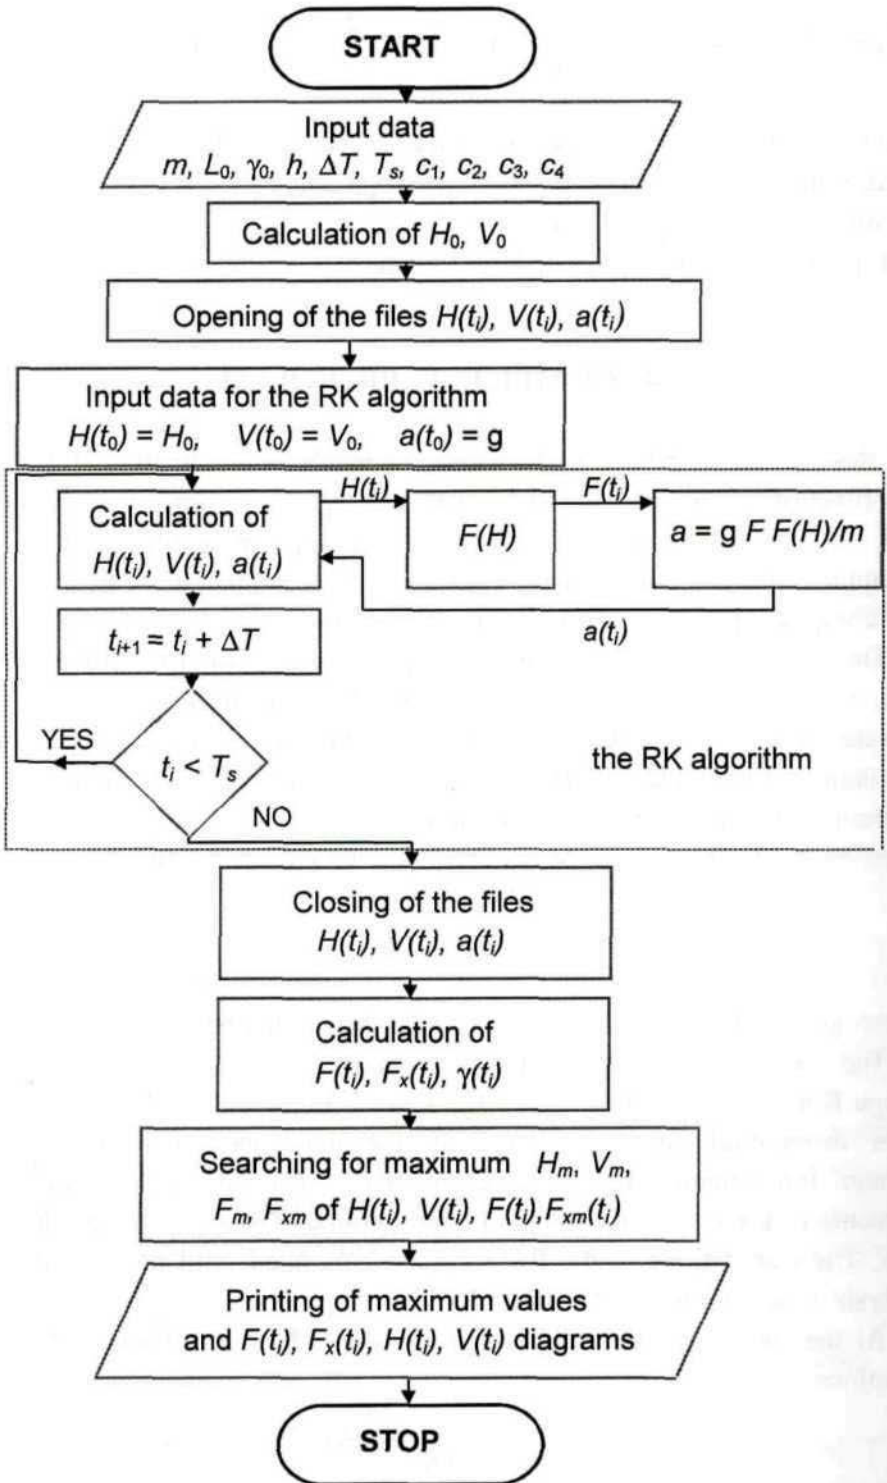 START
Input data
m, L₀, γ₀, h, ΔT, Tₛ, c₁, c₂, c₃, c₄
Calculation of H₀, V₀
Opening of the files H(tᵢ), V(tᵢ), a(tᵢ)
Input data for the RK algorithm
H(t₀) = H₀, V(t₀) = V₀, a(t₀) = g
Calculation of
H(tᵢ), V(tᵢ), a(tᵢ)
H(tᵢ)
F(H)
F(tᵢ)
a = g F F(H)/m
a(tᵢ)
tᵢ₊₁ = tᵢ + ΔT
YES
tᵢ < Tₛ
the RK algorithm
NO
Closing of the files
H(tᵢ), V(tᵢ), a(tᵢ)
Calculation of
F(tᵢ), Fₓ(tᵢ), γ(tᵢ)
Searching for maximum Hₘ, Vₘ,
Fₘ, Fₓₘ of H(tᵢ), V(tᵢ), F(tᵢ),Fₓₘ(tᵢ)
Printing of maximum values
and F(tᵢ), Fₓ(tᵢ), H(tᵢ), V(tᵢ) diagrams
STOP